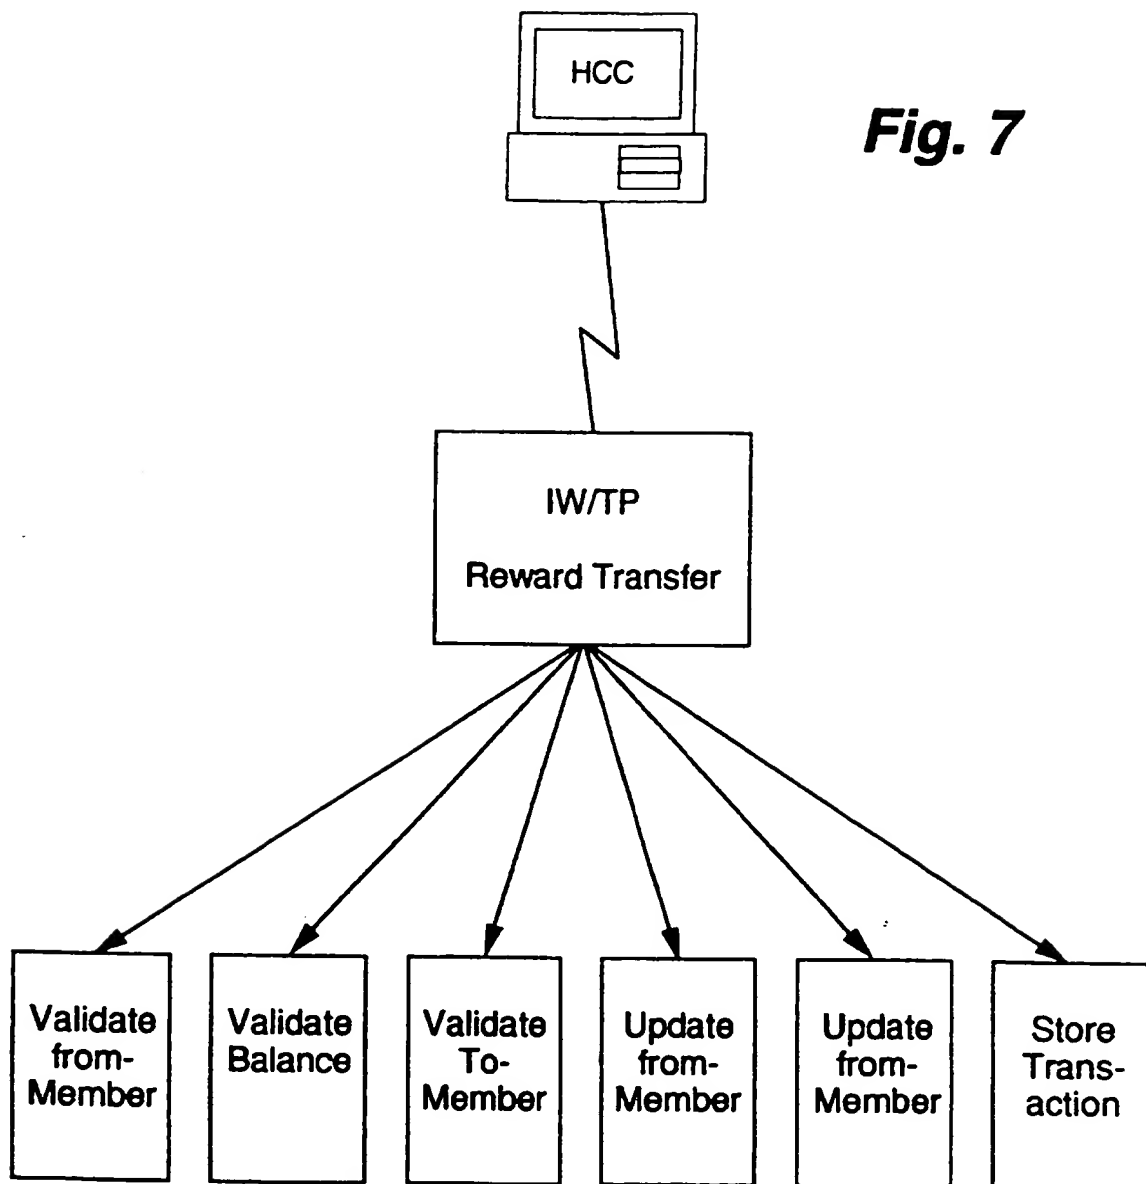 HCC
Fig. 7
IW/TP
Reward Transfer
Validate
from-
Member
Validate
Balance
Validate
To-
Member
Update
from-
Member
Update
from-
Member
Store
Trans-
action